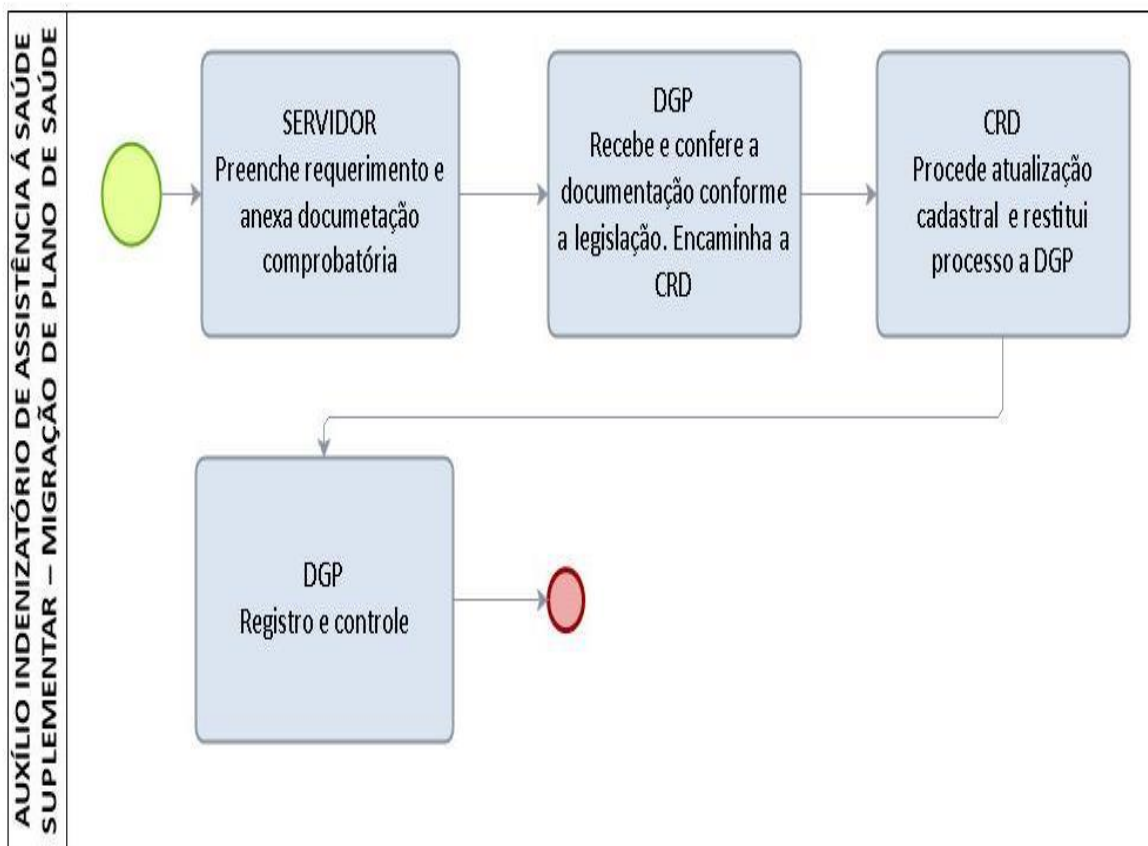 AUXÍLIO INDENIZATÓRIO DE ASSISTÊNCIA Á SAÚDE
SUPLEMENTAR – MIGRAÇÃO DE PLANO DE SAÚDE
SERVIDOR
Preenche requerimento e
anexa documetação
comprobatória
DGP
Recebe e confere a
documentação conforme
a legislação. Encaminha a
CRD
CRD
Procede atualização
cadastral e restitui
processo a DGP
DGP
Registro e controle